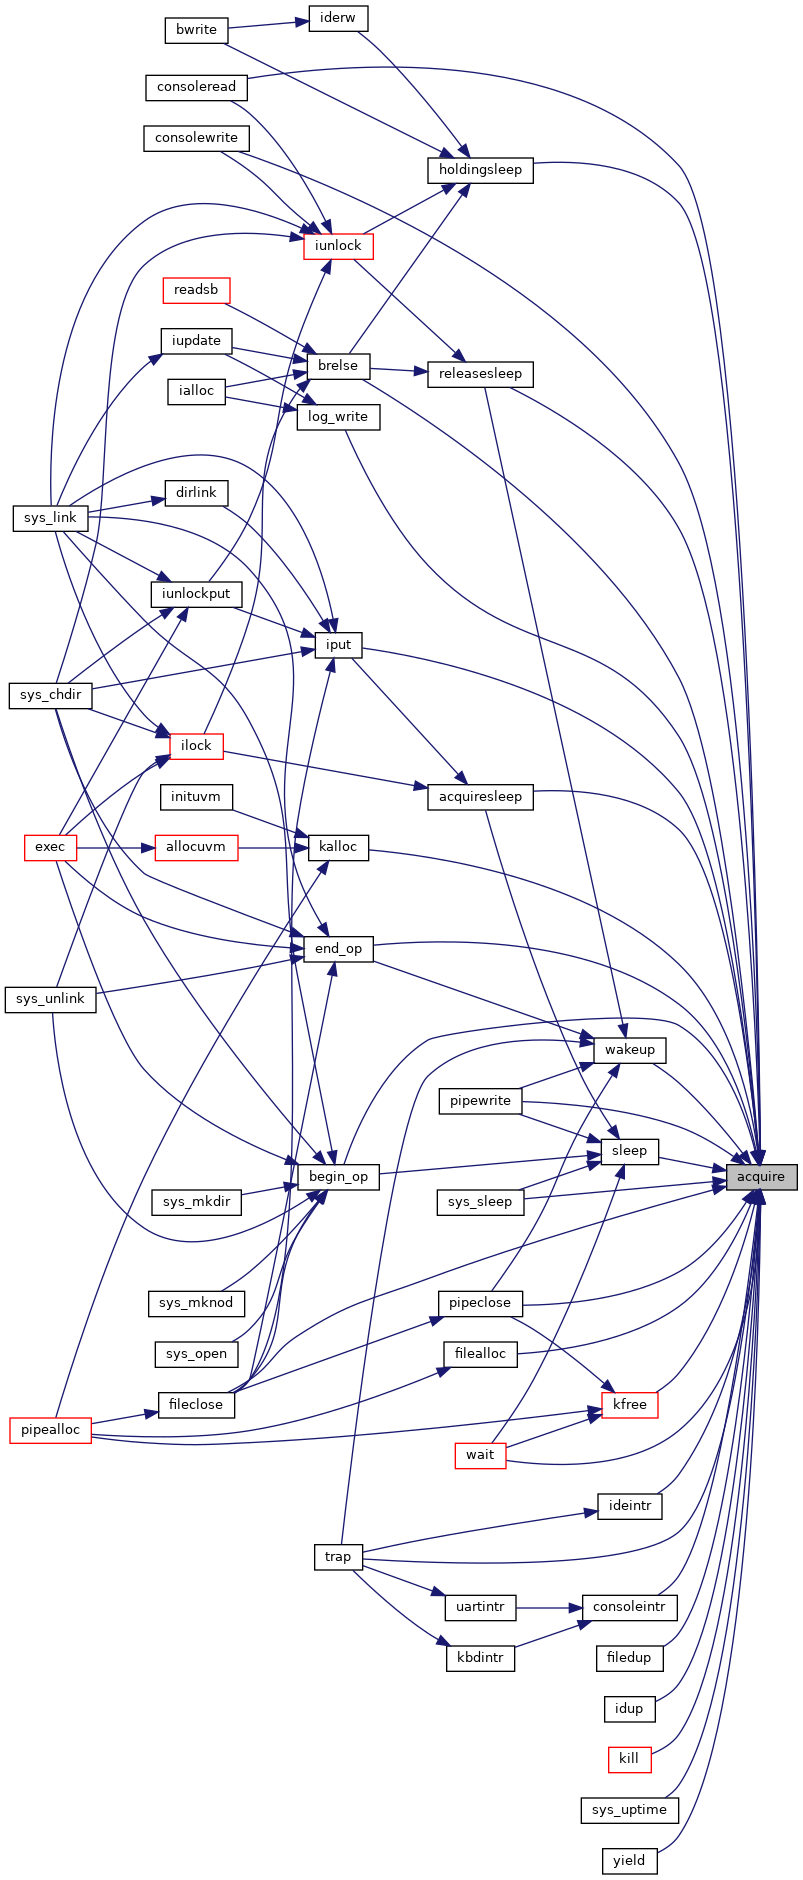 iderw
bwrite
consoleread
consolewrite
holdingsleep
iunlock
readsb
iupdate
brelse
releasesleep
ialloc
log_write
dirlink
sys_link
iunlockput
iput
sys_chdir
ilock
inituvm
acquiresleep
exec
allocuvm
kalloc
end_op
sys_unlink
wakeup
pipewrite
sleep
begin_op
acquire
sys_mkdir
sys_sleep
sys_mknod
pipeclose
sys_open
filealloc
fileclose
kfree
pipealloc
wait
ideintr
trap
uartintr
consoleintr
kbdintr
filedup
idup
kill
sys_uptime
yield